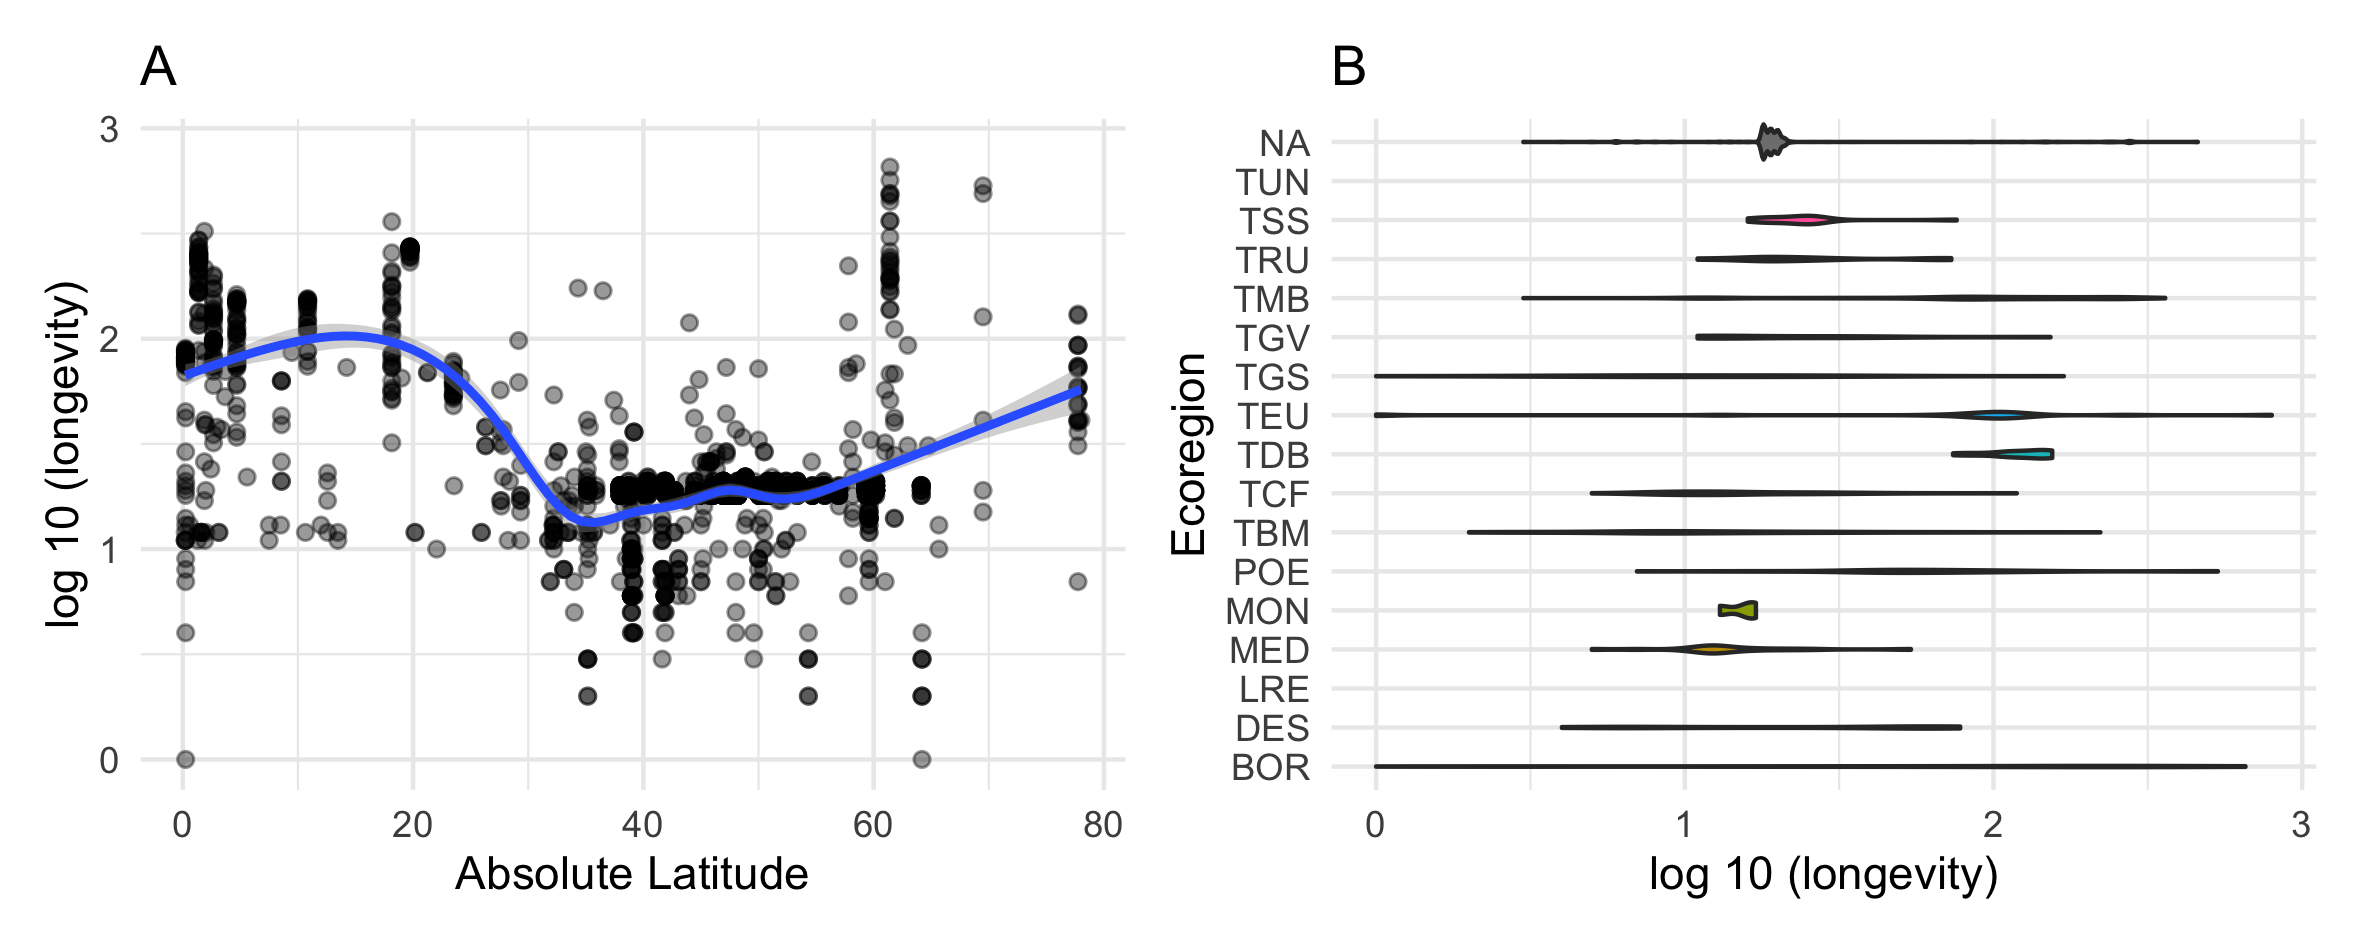 A
log 10 (longevity)
3
2
1
0
0 20 40 60 80
Absolute Latitude
B
Ecoregion
NA
TUN
TSS
TRU
TMB
TGV
TGS
TEU
TDB
TCF
TBM
POE
MON
MED
LRE
DES
BOR
0 1 2 3
log 10 (longevity)